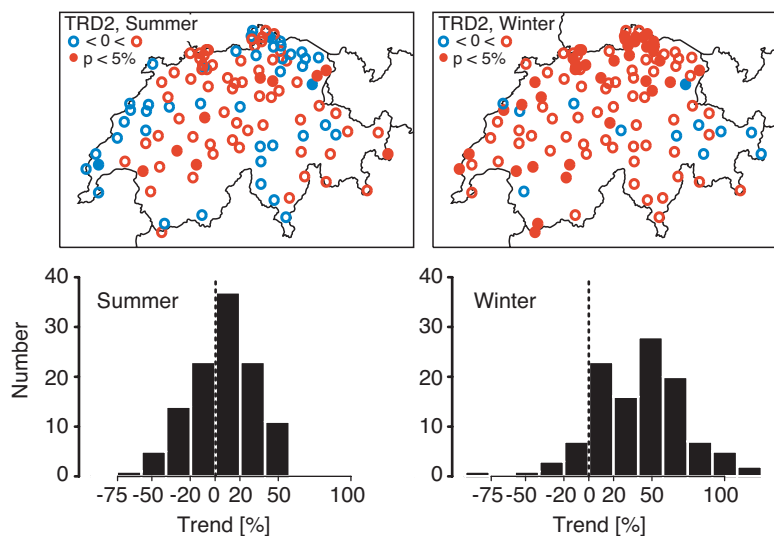 TRD2, Summer
< 0 <
p < 5%
TRD2, Winter
< 0 <
p < 5%
Number
40
30
20
10
0
Summer
-75 -50 -20 0 20 50 100
Trend [%]
40
30
20
10
0
Winter
-75 -50 -20 0 20 50 100
Trend [%]